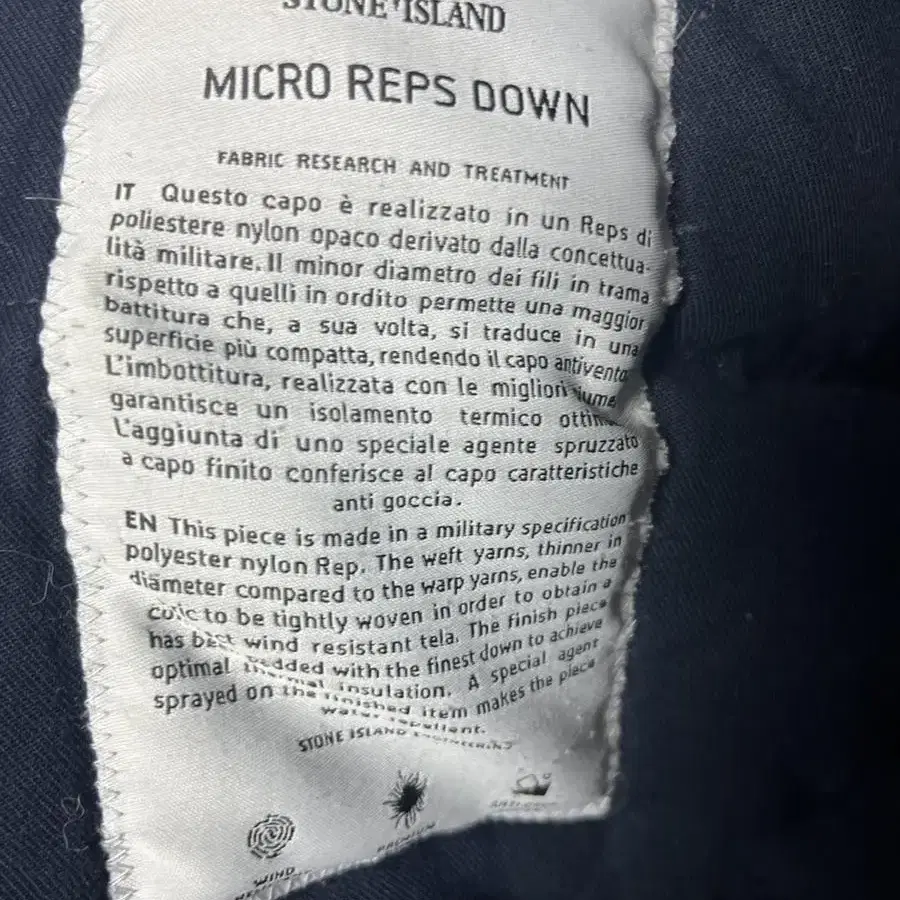 STONE ISLAND
MICRO REPS DOWN
FABRIC RESEARCH AND TREATMENT
IT Questo capo è realizzato in un Reps di
poliestere nylon opaco derivato dalla concettua-
lità militare. Il minor diametro dei fili in trama
rispetto a quelli in ordito permette una maggior
battitura che, a sua volta, si traduce in una
superficie più compatta, rendendo il capo antivento
L'imbottitura, realizzata con le migliori piume
garantisce un isolamento termico
L'aggiunta di uno speciale agente spruzzato
a capo finito conferisce al capo caratteristiche
anti goccia.
EN This piece is made in a military specification
polyester nylon Rep. The weft yarns, thinner in
diameter compared to the warp yarns, enable the
to be tightly woven in order to obtain a
wind resistant tela. The finish piece
has with the finest down to achieve
optimal insulation. A special agent
sprayed on the finished item makes the piece
water repellent.
STONE ISLAND ENGINEERING
WIND
PREMIUM